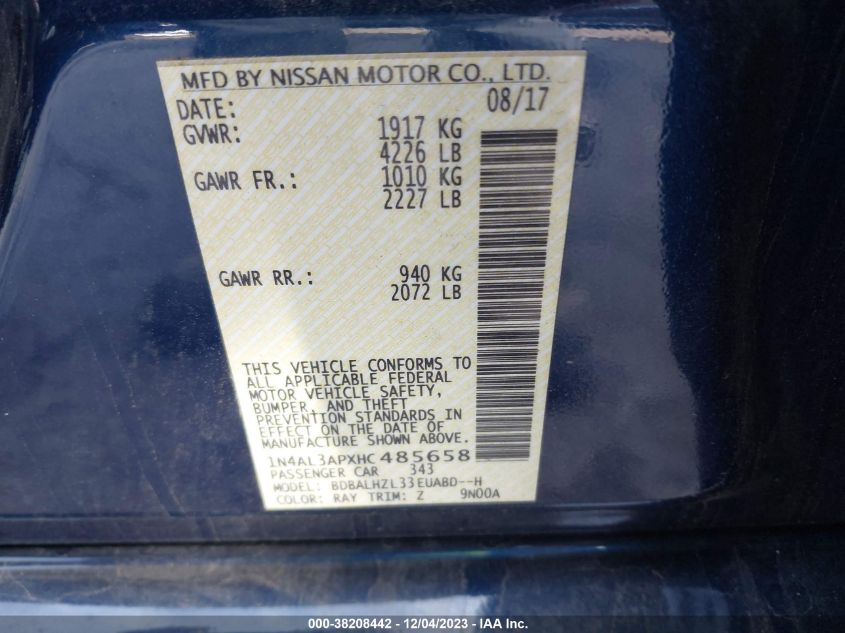 MFD BY NISSAN MOTOR CO., LTD.
DATE: 08/17
GVWR: 1917 KG
4226 LB
GAWR FR.: 1010 KG
2227 LB
GAWR RR.: 940 KG
2072 LB
THIS VEHICLE CONFORMS TO
ALL APPLICABLE FEDERAL
MOTOR VEHICLE SAFETY,
BUMPER, AND THEFT
PREVENTION STANDARDS IN
EFFECT ON THE DATE OF
MANUFACTURE SHOWN ABOVE.
1N4AL3APXHC485658
PASSENGER CAR 343
MODEL: BDBALHZL33EUABD--H
COLOR: RAY TRIM: Z 9N00A
000-38208442 - 12/04/2023 - IAA Inc.